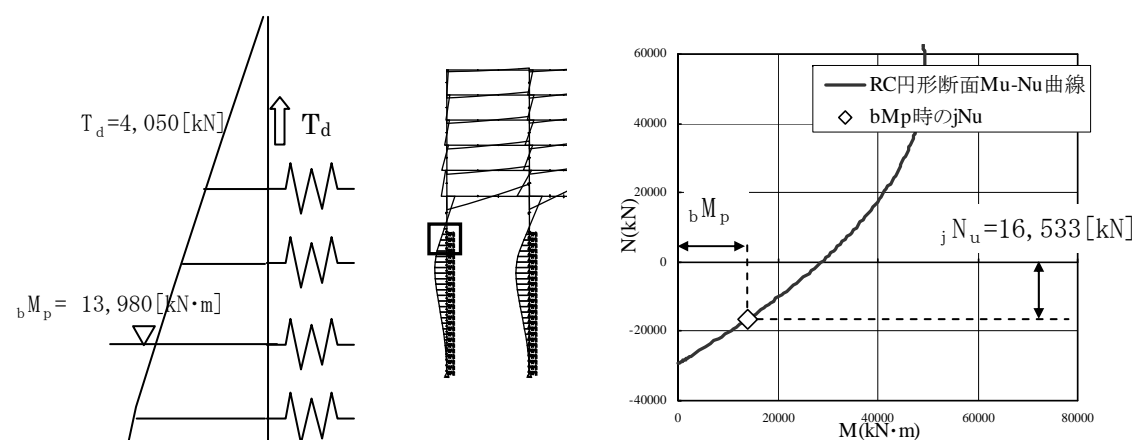 T_d=4,050[kN]
T_d
_bM_p= 13,980[kN·m]
RC円形断面Mu-Nu曲線
bMp時のjNu
_bM_p
_jN_u=16,533[kN]
N(kN)
60000
40000
20000
0
-20000
-40000
0 20000 40000 60000 80000
M(kN·m)